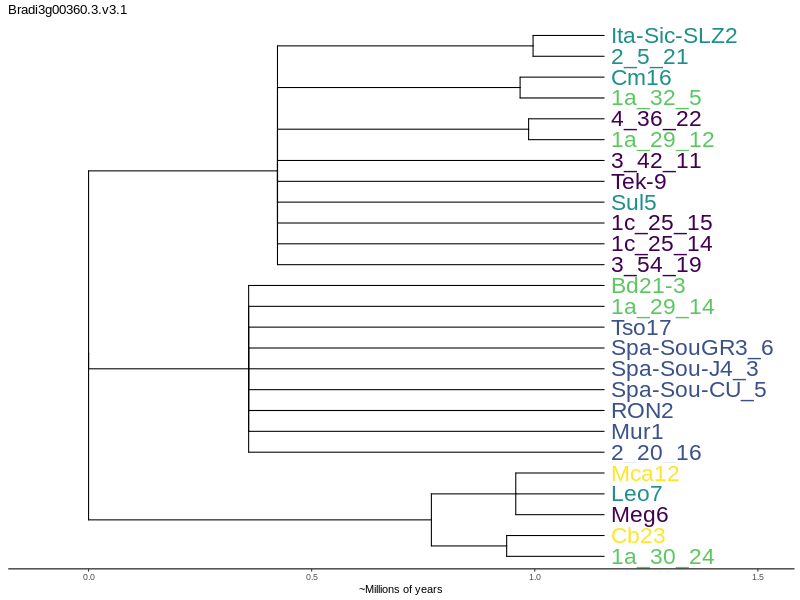 Bradi3g00360.3.v3.1
Ita-Sic-SLZ2
2_5_21
Cm16
1a_32_5
4_36_22
1a_29_12
3_42_11
Tek-9
Sul5
1c_25_15
1c_25_14
3_54_19
Bd21-3
1a_29_14
Tso17
Spa-SouGR3_6
Spa-Sou-J4_3
Spa-Sou-CU_5
RON2
Mur1
2_20_16
Mca12
Leo7
Meg6
Cb23
1a_30_24
0.0 0.5 1.0 1.5
~Millions of years